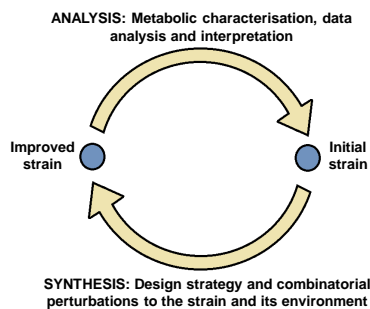 ANALYSIS: Metabolic characterisation, data
analysis and interpretation
Improved
strain
Initial
strain
SYNTHESIS: Design strategy and combinatorial
perturbations to the strain and its environment